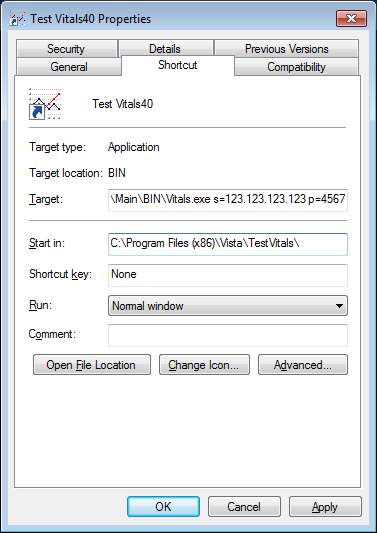 Test Vitals40 Properties
Security Details Previous Versions
General Shortcut Compatibility
Test Vitals40
Target type: Application
Target location: BIN
Target: \Main\BIN\Vitals.exe s=123.123.123.123 p=4567
Start in: C:\Program Files (x86)\Vista\TestVitals\
Shortcut key: None
Run: Normal window
Comment:
Open File Location Change Icon... Advanced...
OK Cancel Apply